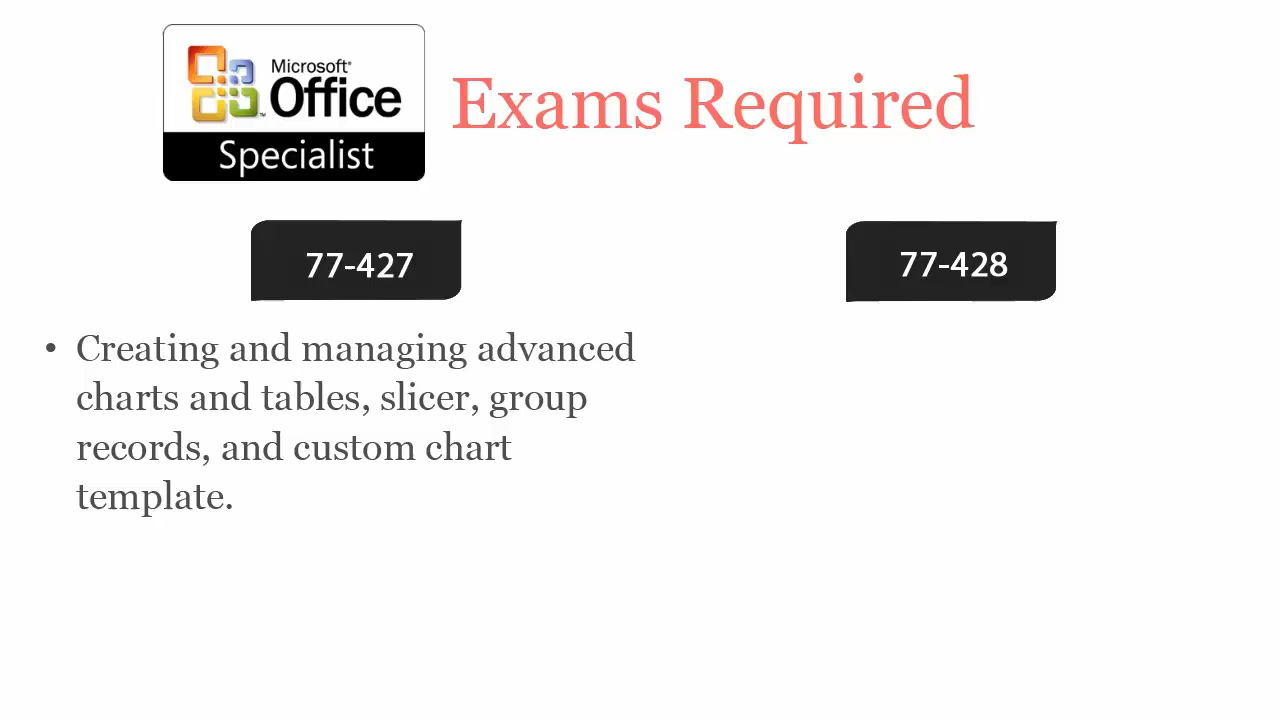 Microsoft®
Office™
Specialist
Exams Required
77-427
77-428
• Creating and managing advanced
charts and tables, slicer, group
records, and custom chart
template.